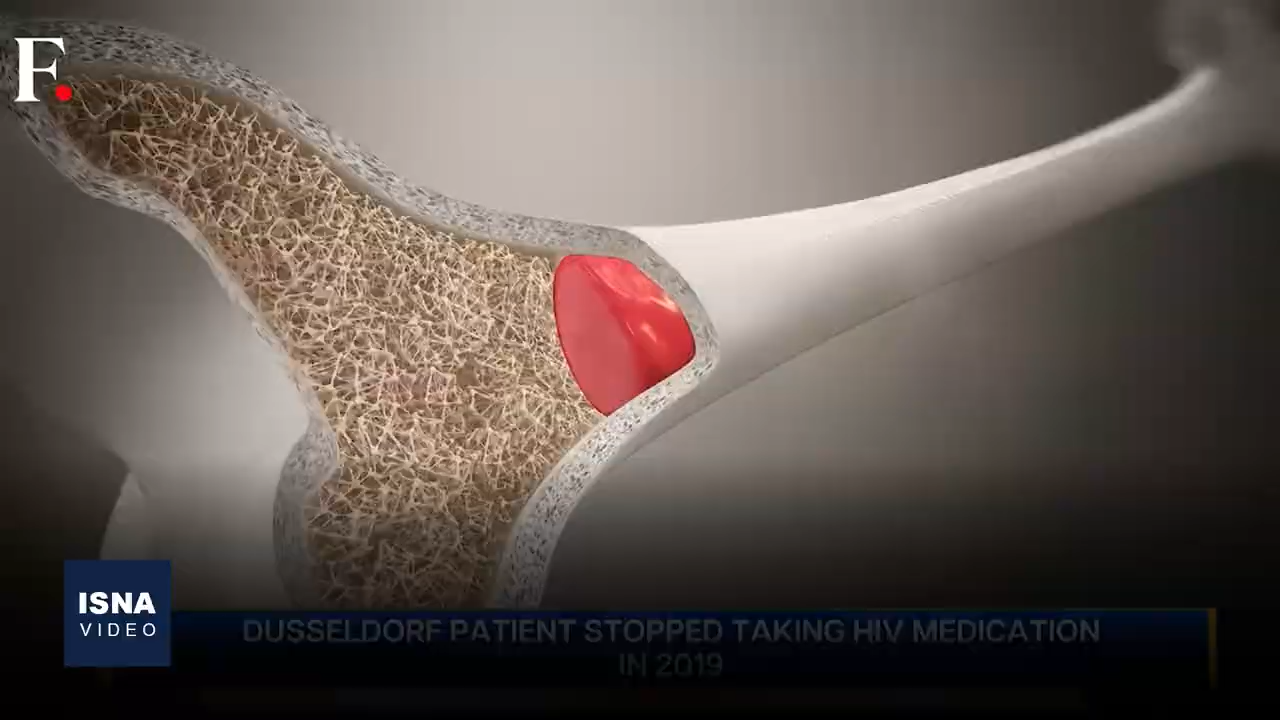 F.
ISNA
VIDEO
DUSSELDORF PATIENT STOPPED TAKING HIV MEDICATION
IN 2019